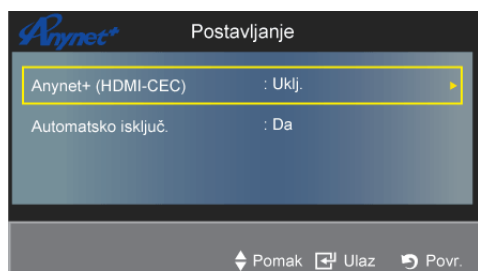 Anynet+ Postavljanje
Anynet+ (HDMI-CEC) : Uklj.
Automatsko isključ. : Da
Pomak Ulaz Povr.